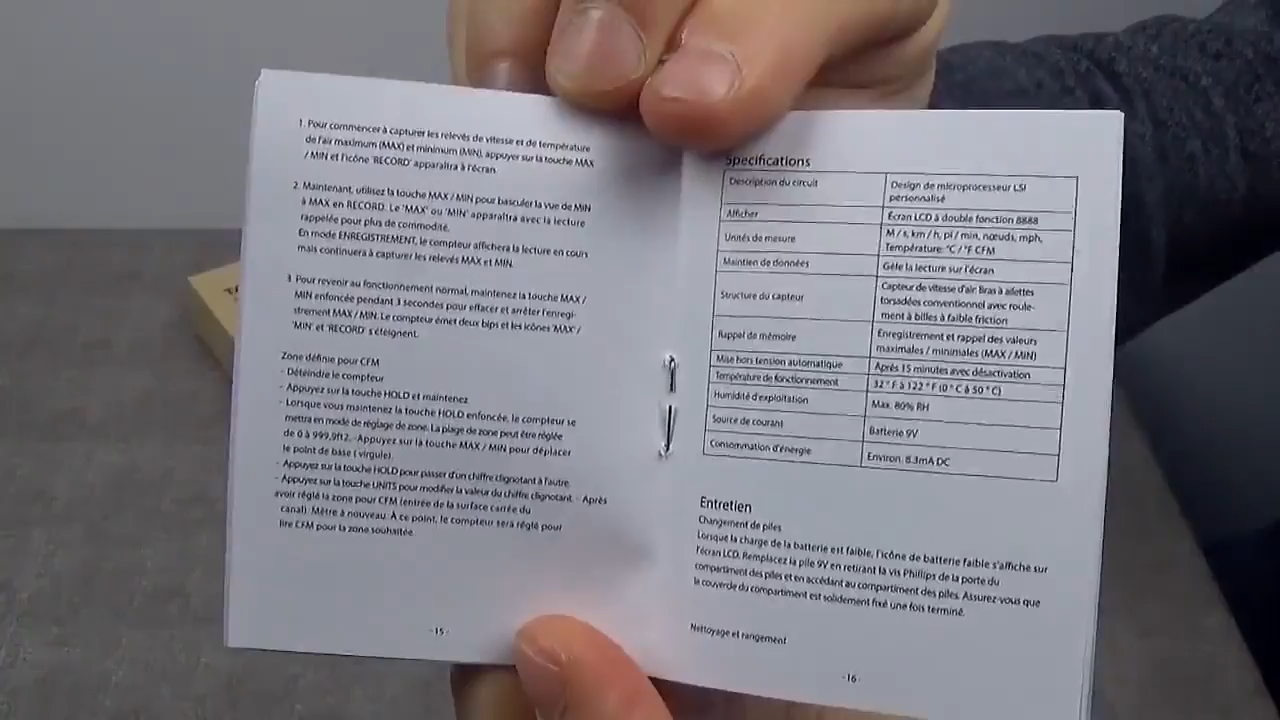 1. Pour commencer à capturer les relevés de vitesse et de température
de l'air maximum (MAX) et minimum (MIN), appuyer sur la touche MAX
/ MIN et l'icône 'RECORD' apparaîtra à l'écran.
2. Maintenant, utilisez la touche MAX / MIN pour basculer la vue de MIN
à MAX en RECORD. Le 'MAX' ou 'MIN' apparaîtra avec la lecture
rappelée pour plus de commodité.
En mode ENREGISTREMENT, le compteur affichera la lecture en cours
mais continuera à capturer les relevés MAX et MIN.
3 Pour revenir au fonctionnement normal, maintenez la touche MAX /
MIN enfoncée pendant 3 secondes pour effacer et arrêter l'enregi-
strement MAX / MIN. Le compteur émet deux bips et les icônes 'MAX' /
'MIN' et 'RECORD' s'éteignent.
Zone définie pour CFM
- Déteindre le compteur
- Appuyez sur la touche HOLD et maintenez
- Lorsque vous maintenez la touche HOLD enfoncée, le compteur se
mettra en mode de réglage de zone. La plage de zone peut être réglée
de 0 à 999,9ft2. -Appuyez sur la touche MAX / MIN pour déplacer
le point de base ( virgule).
- Appuyez sur la touche HOLD pour passer d'un chiffre clignotant à l'autre.
- Appuyez sur la touche UNITS pour modifier la valeur du chiffre clignotant. - Après
avoir réglé la zone pour CFM (entrée de la surface carrée du
canal). Mètre à nouveau. À ce point, le compteur sera réglé pour
lire CFM pour la zone souhaitée.
-15-
Specifications
Description du circuit Design de microprocesseur LSI
personnalisé
Afficher Écran LCD à double fonction 8888
Unités de mesure M / s, km / h, pi / min, nœuds, mph,
Température: °C / °F CFM
Maintien de données Gèle la lecture sur l'écran
Structure du capteur Capteur de vitesse d'air: Bras à ailettes
torsadées conventionnel avec roule-
ment à billes à faible friction
Rappel de mémoire Enregistrement et rappel des valeurs
maximales / minimales (MAX / MIN)
Mise hors tension automatique Après 15 minutes avec désactivation
Température de fonctionnement 32 ° F à 122 ° F (0 ° C à 50 ° C)
Humidité d'exploitation Max. 80% RH
Source de courant Batterie 9V
Consommation d'énergie Environ. 8.3mA DC
Entretien
Changement de piles
Lorsque la charge de la batterie est faible, l'icône de batterie faible s'affiche sur
l'écran LCD. Remplacez la pile 9V en retirant la vis Phillips de la porte du
compartiment des piles et en accédant au compartiment des piles. Assurez-vous que
le couvercle du compartiment est solidement fixé une fois terminé.
Nettoyage et rangement
-16-